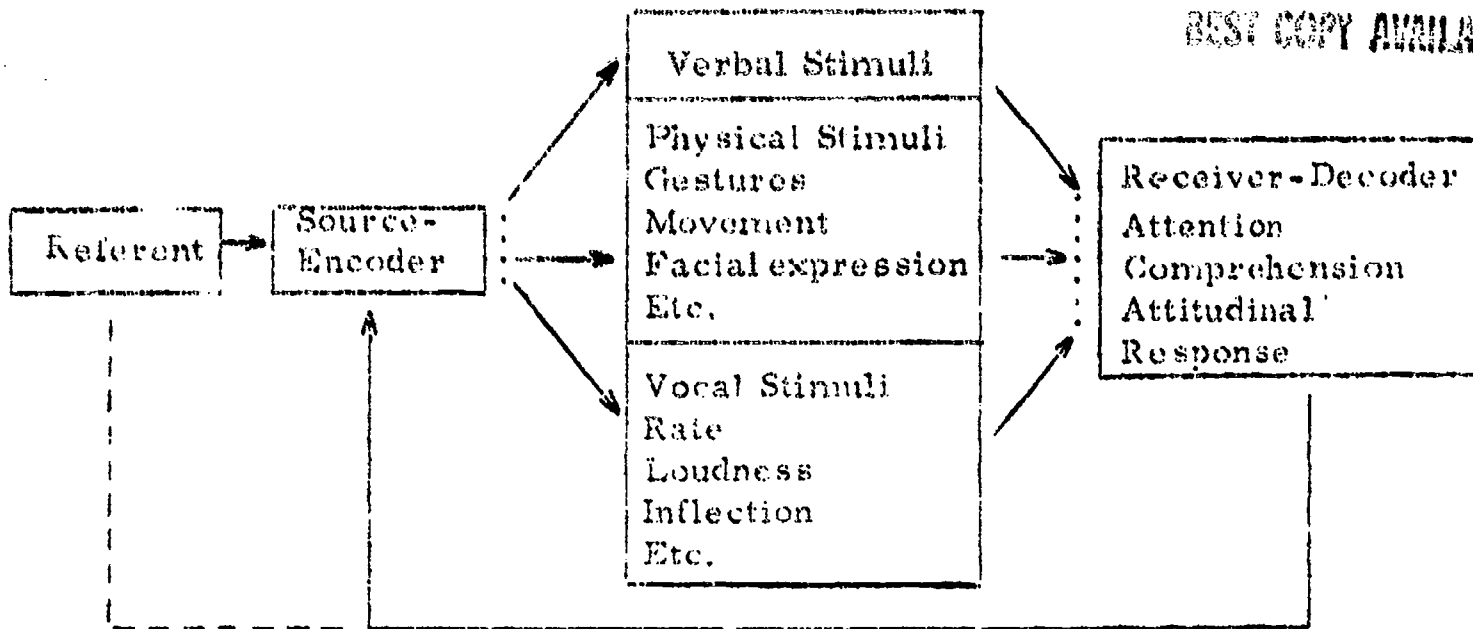 BEST COPY
Verbal Stimuli
Physical Stimuli
Gestures
Movement
Facial expression
Etc.
Vocal Stimuli
Rate
Loudness
Inflection
Etc.
Referent
Source-
Encoder
Receiver-Decoder
Attention
Comprehension
Attitudinal
Response